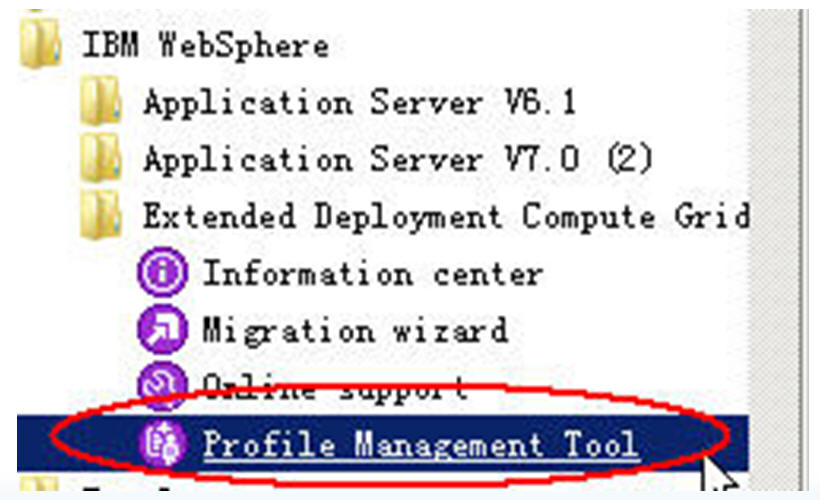 IBM WebSphere
Application Server V6.1
Application Server V7.0 (2)
Extended Deployment Compute Grid
Information center
Migration wizard
Online support
Profile Management Tool